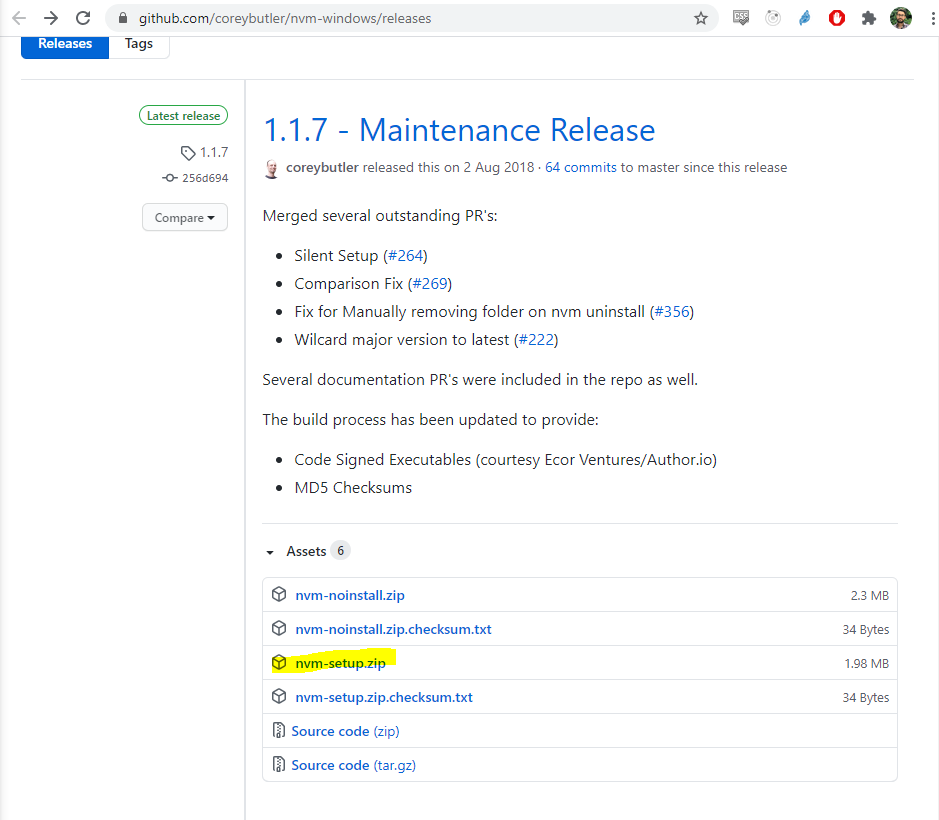 github.com/coreybutler/nvm-windows/releases
Releases Tags
Latest release
1.1.7
256d694
Compare
1.1.7 - Maintenance Release
coreybutler released this on 2 Aug 2018 · 64 commits to master since this release
Merged several outstanding PR's:
Silent Setup (#264)
Comparison Fix (#269)
Fix for Manually removing folder on nvm uninstall (#356)
Wilcard major version to latest (#222)
Several documentation PR's were included in the repo as well.
The build process has been updated to provide:
Code Signed Executables (courtesy Ecor Ventures/Author.io)
MD5 Checksums
Assets 6
nvm-noinstall.zip 2.3 MB
nvm-noinstall.zip.checksum.txt 34 Bytes
nvm-setup.zip 1.98 MB
nvm-setup.zip.checksum.txt 34 Bytes
Source code (zip)
Source code (tar.gz)